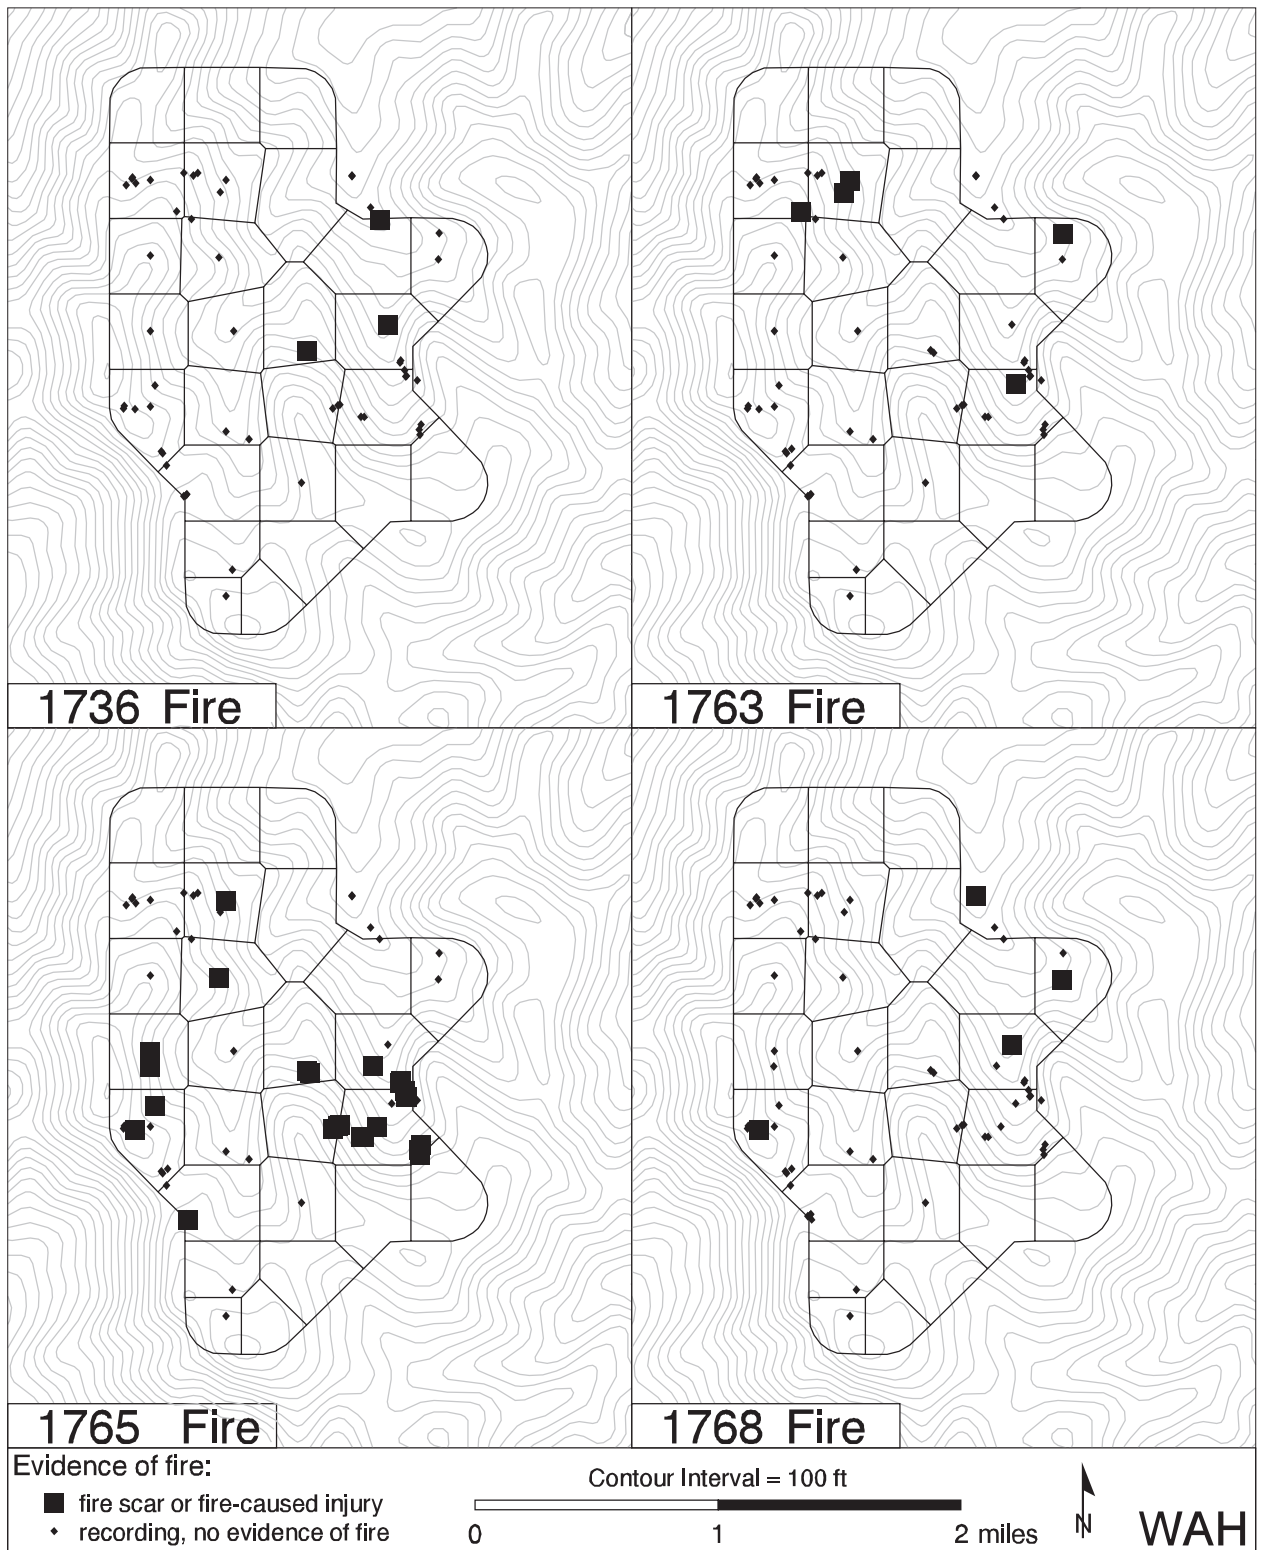 1736 Fire
1763 Fire
1765 Fire
1768 Fire
Evidence of fire:
fire scar or fire-caused injury
recording, no evidence of fire
Contour Interval = 100 ft
0 1 2 miles
N
WAH